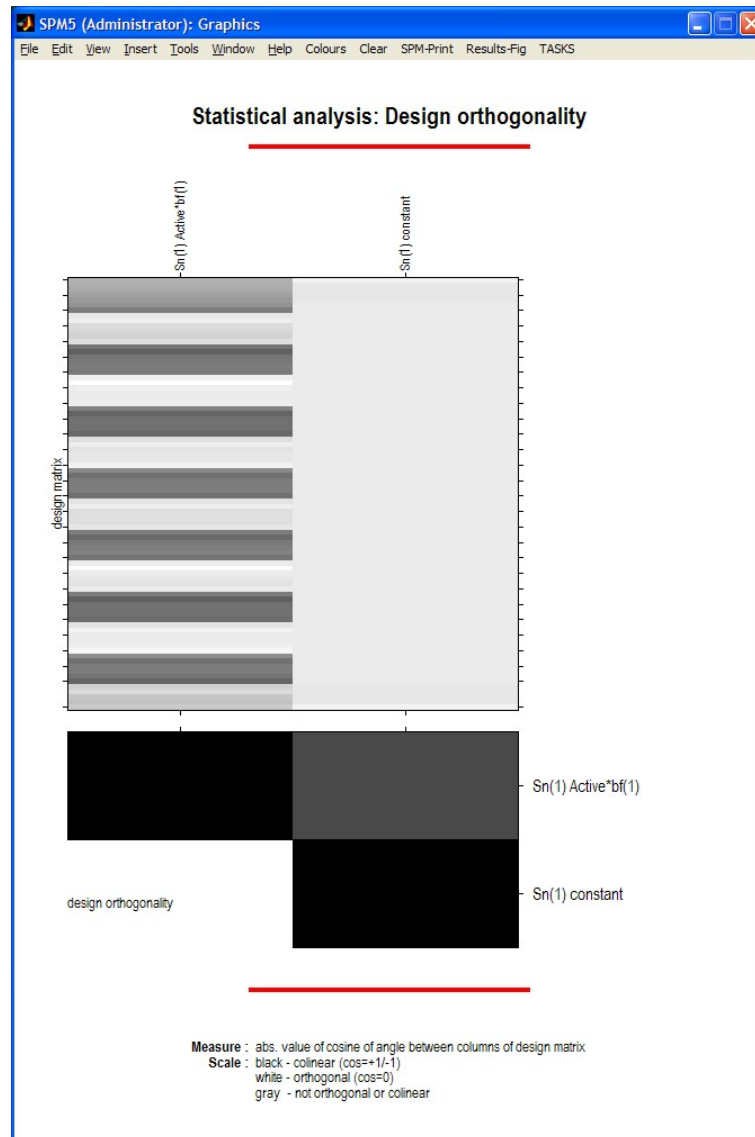 SPM5 (Administrator): Graphics
File Edit View Insert Tools Window Help Colours Clear SPM-Print Results-Fig TASKS
Statistical analysis: Design orthogonality
Sn(1) Active*bf(1)
Sn(1) constant
design matrix
Sn(1) Active*bf(1)
Sn(1) constant
design orthogonality
Measure : abs. value of cosine of angle between columns of design matrix
Scale : black - colinear (cos=+1/-1)
white - orthogonal (cos=0)
gray - not orthogonal or colinear